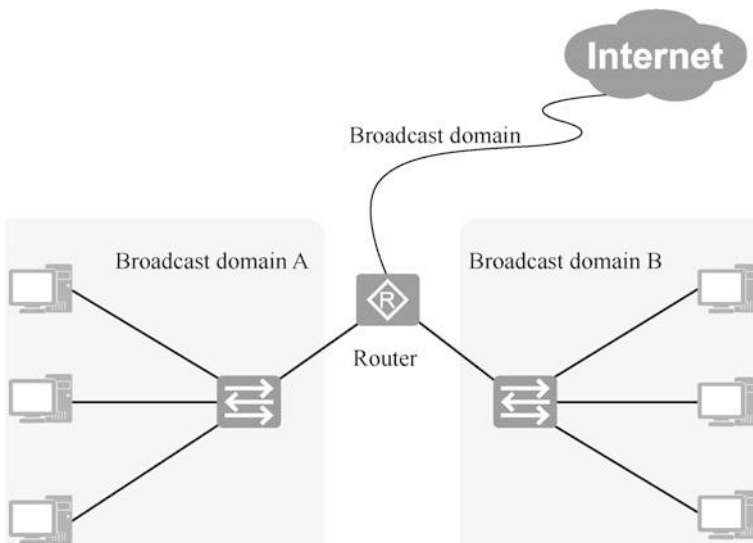 Internet
Broadcast domain
Broadcast domain A
Broadcast domain B
R
Router